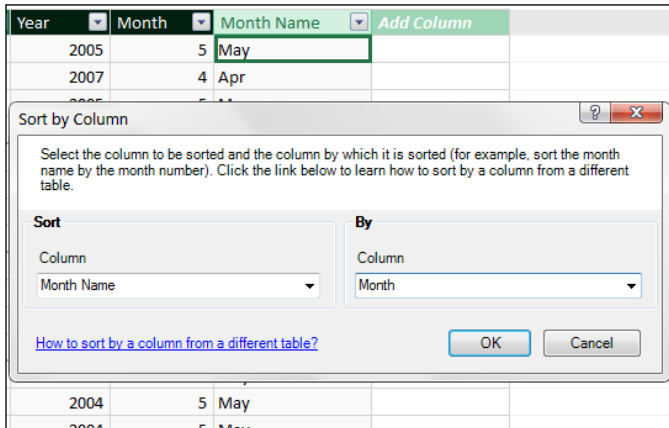 Year Month Month Name Add Column
2005 5 May
2007 4 Apr
Sort by Column
Select the column to be sorted and the column by which it is sorted (for example, sort the month
name by the month number). Click the link below to learn how to sort by a column from a different
table.
Sort By
Column Column
Month Name Month
How to sort by a column from a different table? OK Cancel
2004 5 May